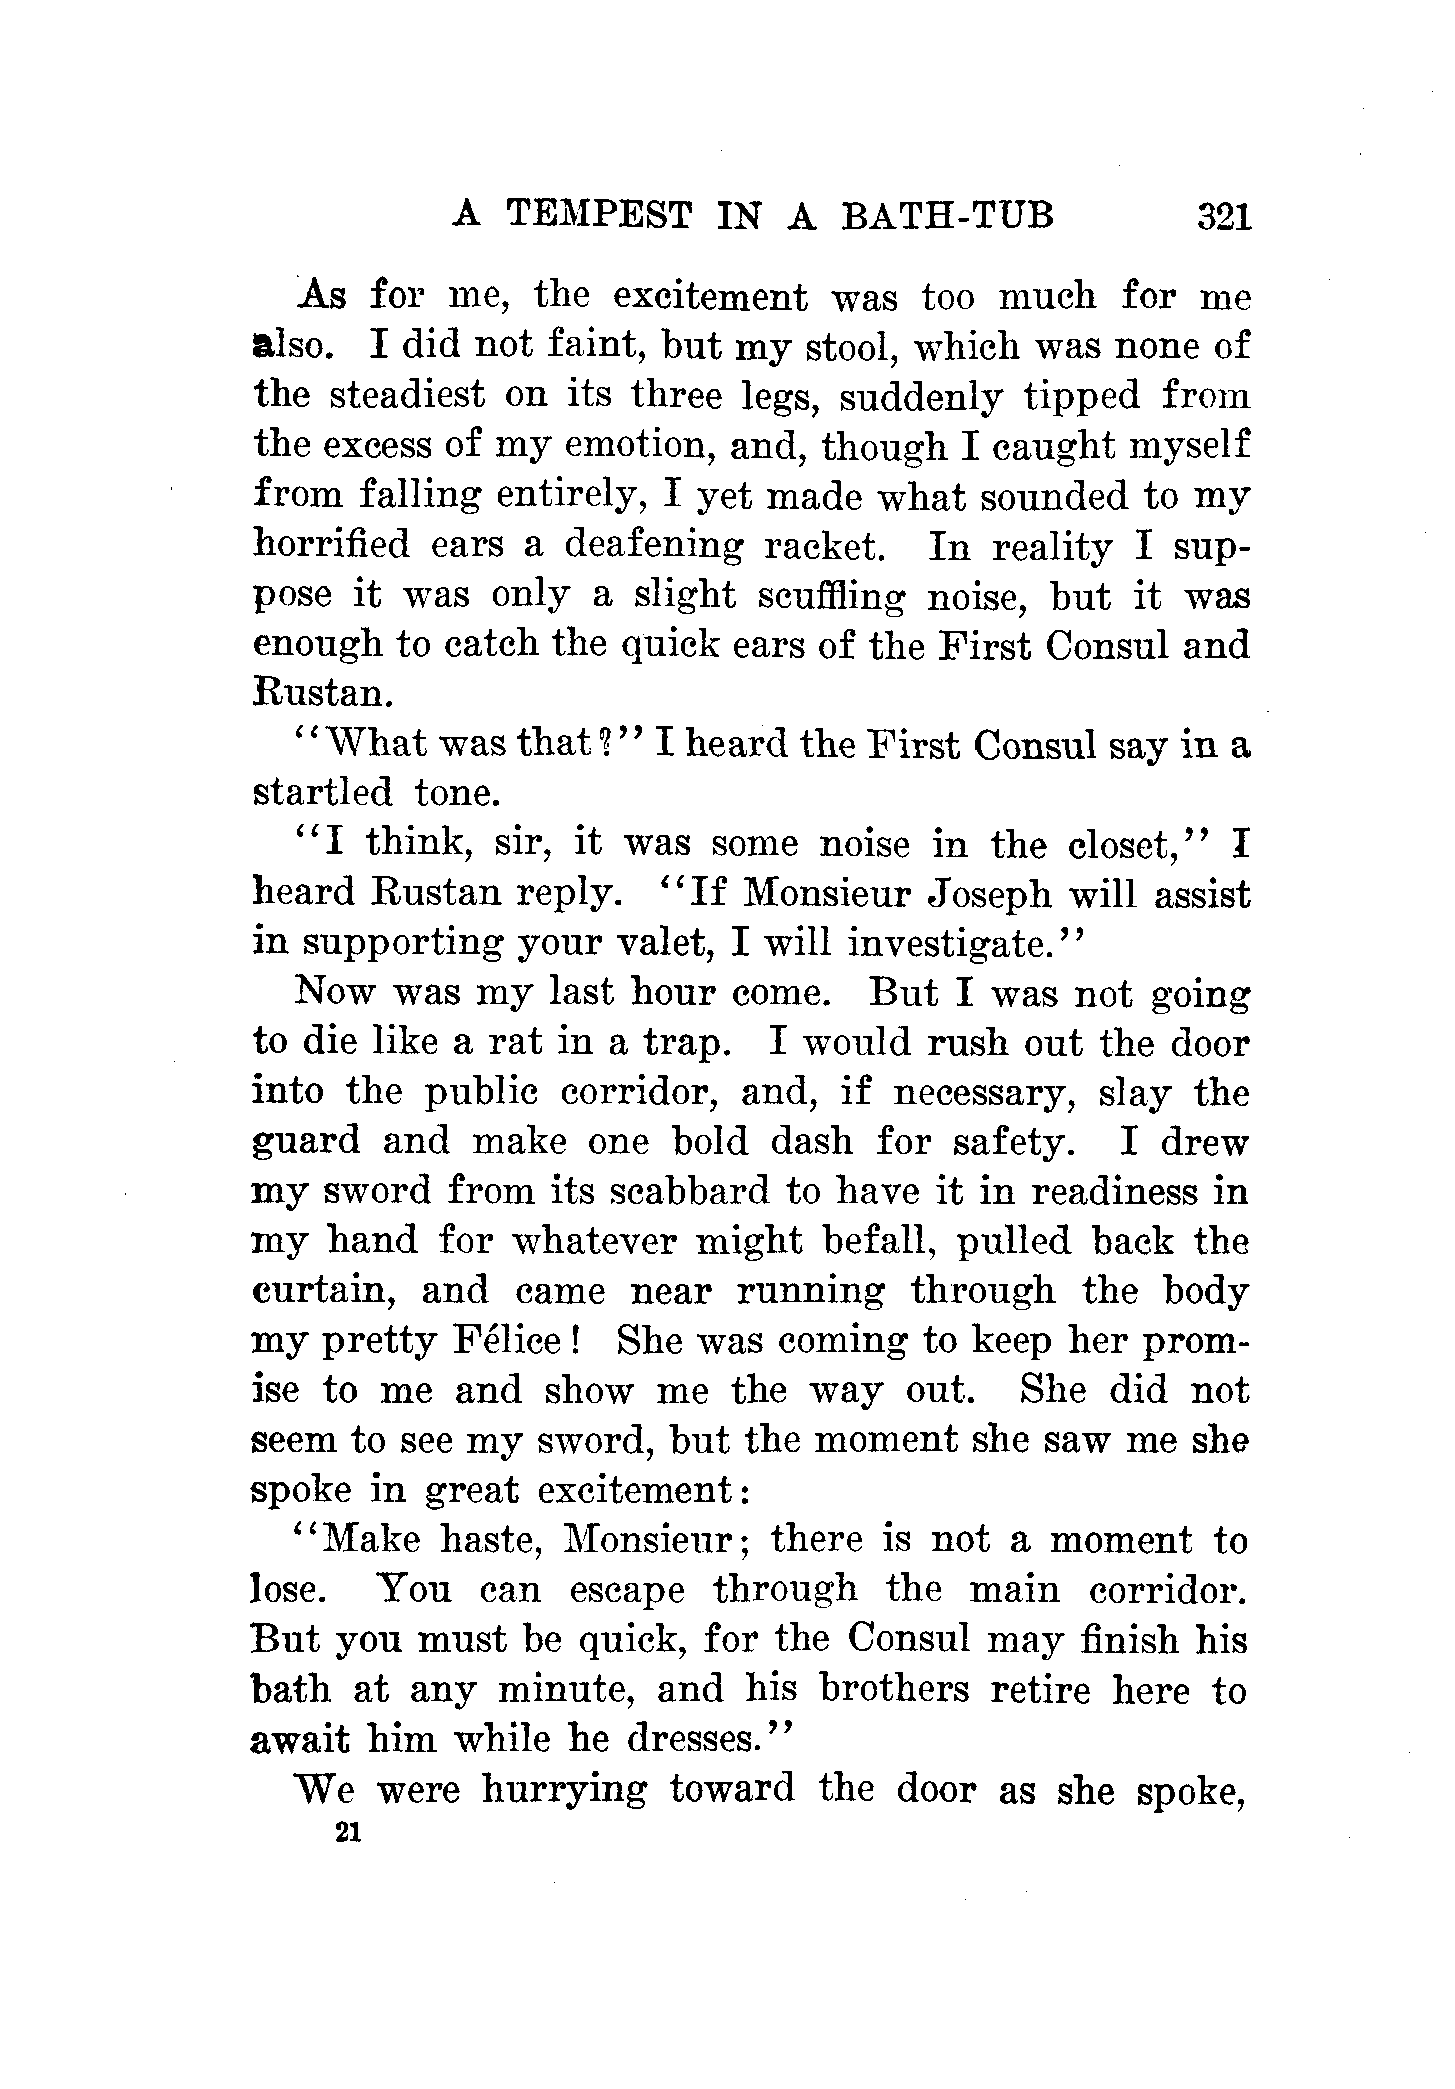 A TEMPEST IN A BATH-TUB 321
As for me, the excitement was too much for me
also. I did not faint, but my stool, which was none of
the steadiest on its three legs, suddenly tipped from
the excess of my emotion, and, though I caught myself
from falling entirely, I yet made what sounded to my
horrified ears a deafening racket. In reality I sup-
pose it was only a slight scuffling noise, but it was
enough to catch the quick ears of the First Consul and
Rustan.
"What was that?" I heard the First Consul say in a
startled tone.
"I think, sir, it was some noise in the closet," I
heard Rustan reply. "If Monsieur Joseph will assist
in supporting your valet, I will investigate."
Now was my last hour come. But I was not going
to die like a rat in a trap. I would rush out the door
into the public corridor, and, if necessary, slay the
guard and make one bold dash for safety. I drew
my sword from its scabbard to have it in readiness in
my hand for whatever might befall, pulled back the
curtain, and came near running through the body
my pretty Félice! She was coming to keep her prom-
ise to me and show me the way out. She did not
seem to see my sword, but the moment she saw me she
spoke in great excitement:
"Make haste, Monsieur; there is not a moment to
lose. You can escape through the main corridor.
But you must be quick, for the Consul may finish his
bath at any minute, and his brothers retire here to
await him while he dresses."
We were hurrying toward the door as she spoke,
21